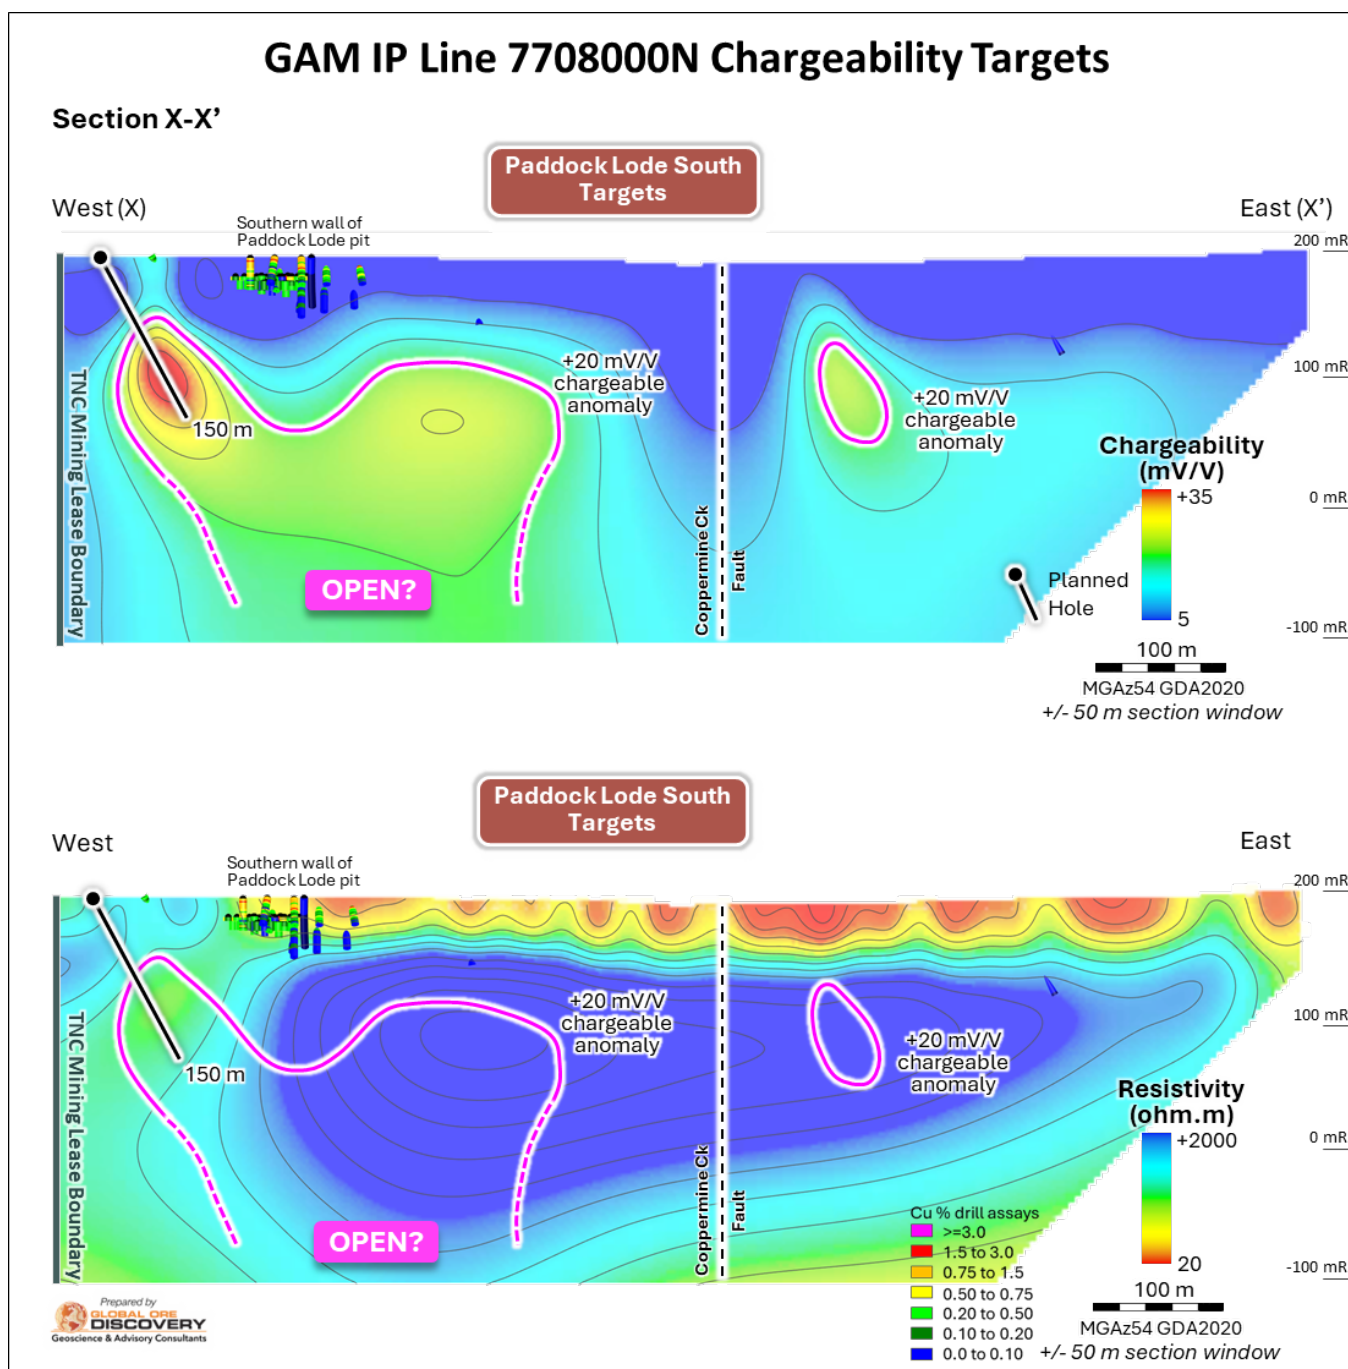 GAM IP Line 7708000N Chargeability Targets
Section X-X’
Paddock Lode South
Targets
West (X)
East (X’)
Southern wall of
Paddock Lode pit
200 mR
100 mR
0 mR
-100 mR
TNC Mining Lease Boundary
150 m
+20 mV/V
chargeable
anomaly
+20 mV/V
chargeable
anomaly
OPEN?
Coppermine Ck
Fault
Chargeability
(mV/V)
+35
5
Planned
Hole
100 m
MGAz54 GDA2020
+/- 50 m section window
Paddock Lode South
Targets
West
East
Southern wall of
Paddock Lode pit
200 mR
100 mR
0 mR
-100 mR
TNC Mining Lease Boundary
150 m
+20 mV/V
chargeable
anomaly
+20 mV/V
chargeable
anomaly
OPEN?
Coppermine Ck
Fault
Resistivity
(ohm.m)
+2000
20
Cu % drill assays
>=3.0
1.5 to 3.0
0.75 to 1.5
0.50 to 0.75
0.20 to 0.50
0.10 to 0.20
0.0 to 0.10
100 m
MGAz54 GDA2020
+/- 50 m section window
Prepared by
GLOBAL ORE
DISCOVERY
Geoscience & Advisory Consultants